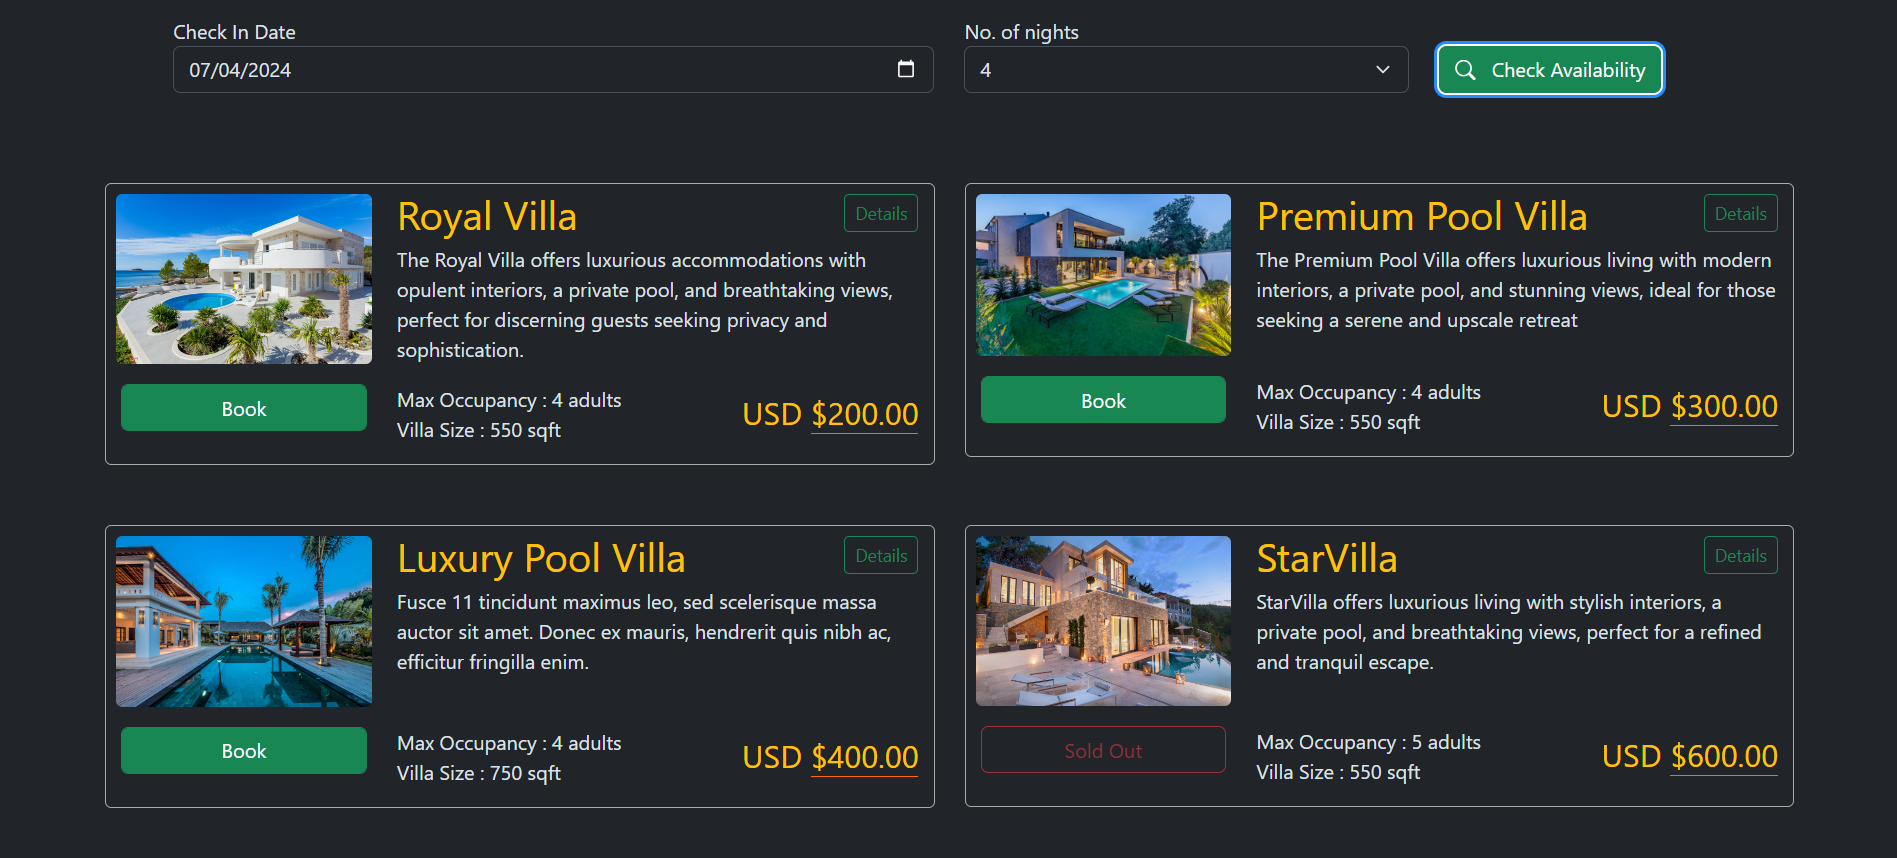 Check In Date
07/04/2024
No. of nights
4
Check Availability
Royal Villa
Details
The Royal Villa offers luxurious accommodations with
opulent interiors, a private pool, and breathtaking views,
perfect for discerning guests seeking privacy and
sophistication.
Book
Max Occupancy : 4 adults
Villa Size : 550 sqft
USD $200.00
Premium Pool Villa
Details
The Premium Pool Villa offers luxurious living with modern
interiors, a private pool, and stunning views, ideal for those
seeking a serene and upscale retreat
Book
Max Occupancy : 4 adults
Villa Size : 550 sqft
USD $300.00
Luxury Pool Villa
Details
Fusce 11 tincidunt maximus leo, sed scelerisque massa
auctor sit amet. Donec ex mauris, hendrerit quis nibh ac,
efficitur fringilla enim.
Book
Max Occupancy : 4 adults
Villa Size : 750 sqft
USD $400.00
StarVilla
Details
StarVilla offers luxurious living with stylish interiors, a
private pool, and breathtaking views, perfect for a refined
and tranquil escape.
Sold Out
Max Occupancy : 5 adults
Villa Size : 550 sqft
USD $600.00